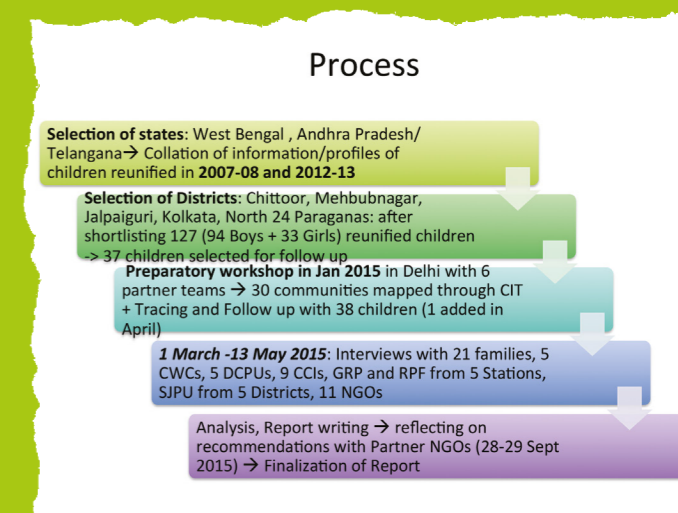 Process
Selection of states: West Bengal , Andhra Pradesh/
Telangana→ Collation of information/profiles of
children reunified in 2007-08 and 2012-13
Selection of Districts: Chittoor, Mehbubnagar,
Jalpaiguri, Kolkata, North 24 Paraganas: after
shortlisting 127 (94 Boys + 33 Girls) reunified children
-> 37 children selected for follow up
Preparatory workshop in Jan 2015 in Delhi with 6
partner teams → 30 communities mapped through CIT
+ Tracing and Follow up with 38 children (1 added in
April)
1 March -13 May 2015: Interviews with 21 families, 5
CWCs, 5 DCPUs, 9 CCIs, GRP and RPF from 5 Stations,
SJPU from 5 Districts, 11 NGOs
Analysis, Report writing → reflecting on
recommendations with Partner NGOs (28-29 Sept
2015) → Finalization of Report